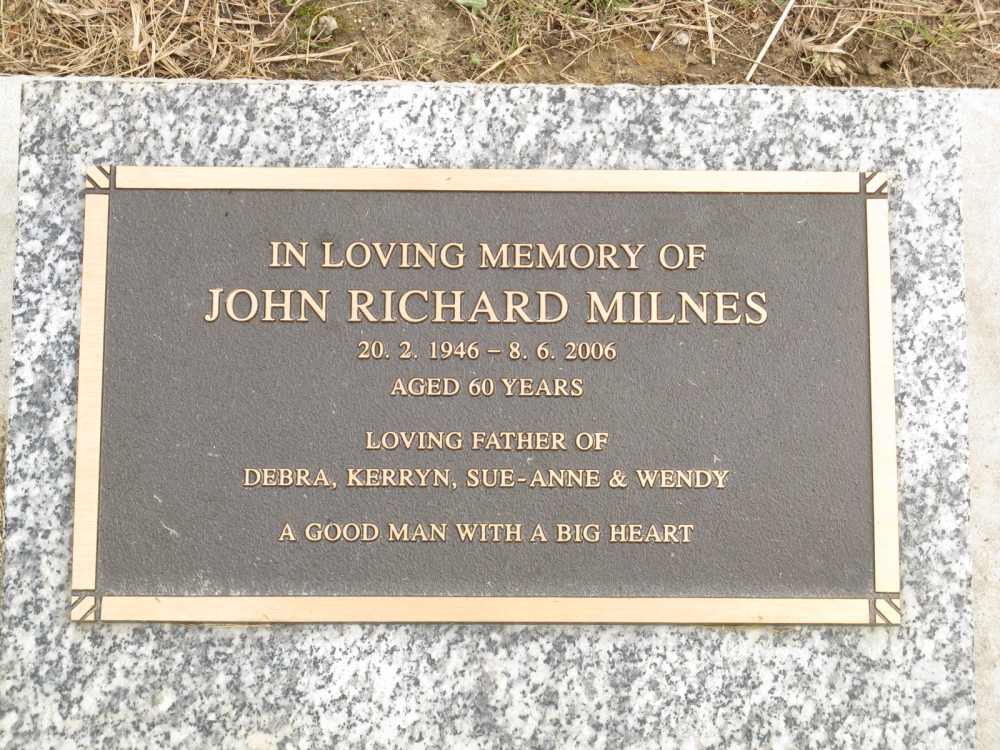 IN LOVING MEMORY OF
JOHN RICHARD MILNES
20. 2. 1946 – 8. 6. 2006
AGED 60 YEARS
LOVING FATHER OF
DEBRA, KERRYN, SUE-ANNE & WENDY
A GOOD MAN WITH A BIG HEART